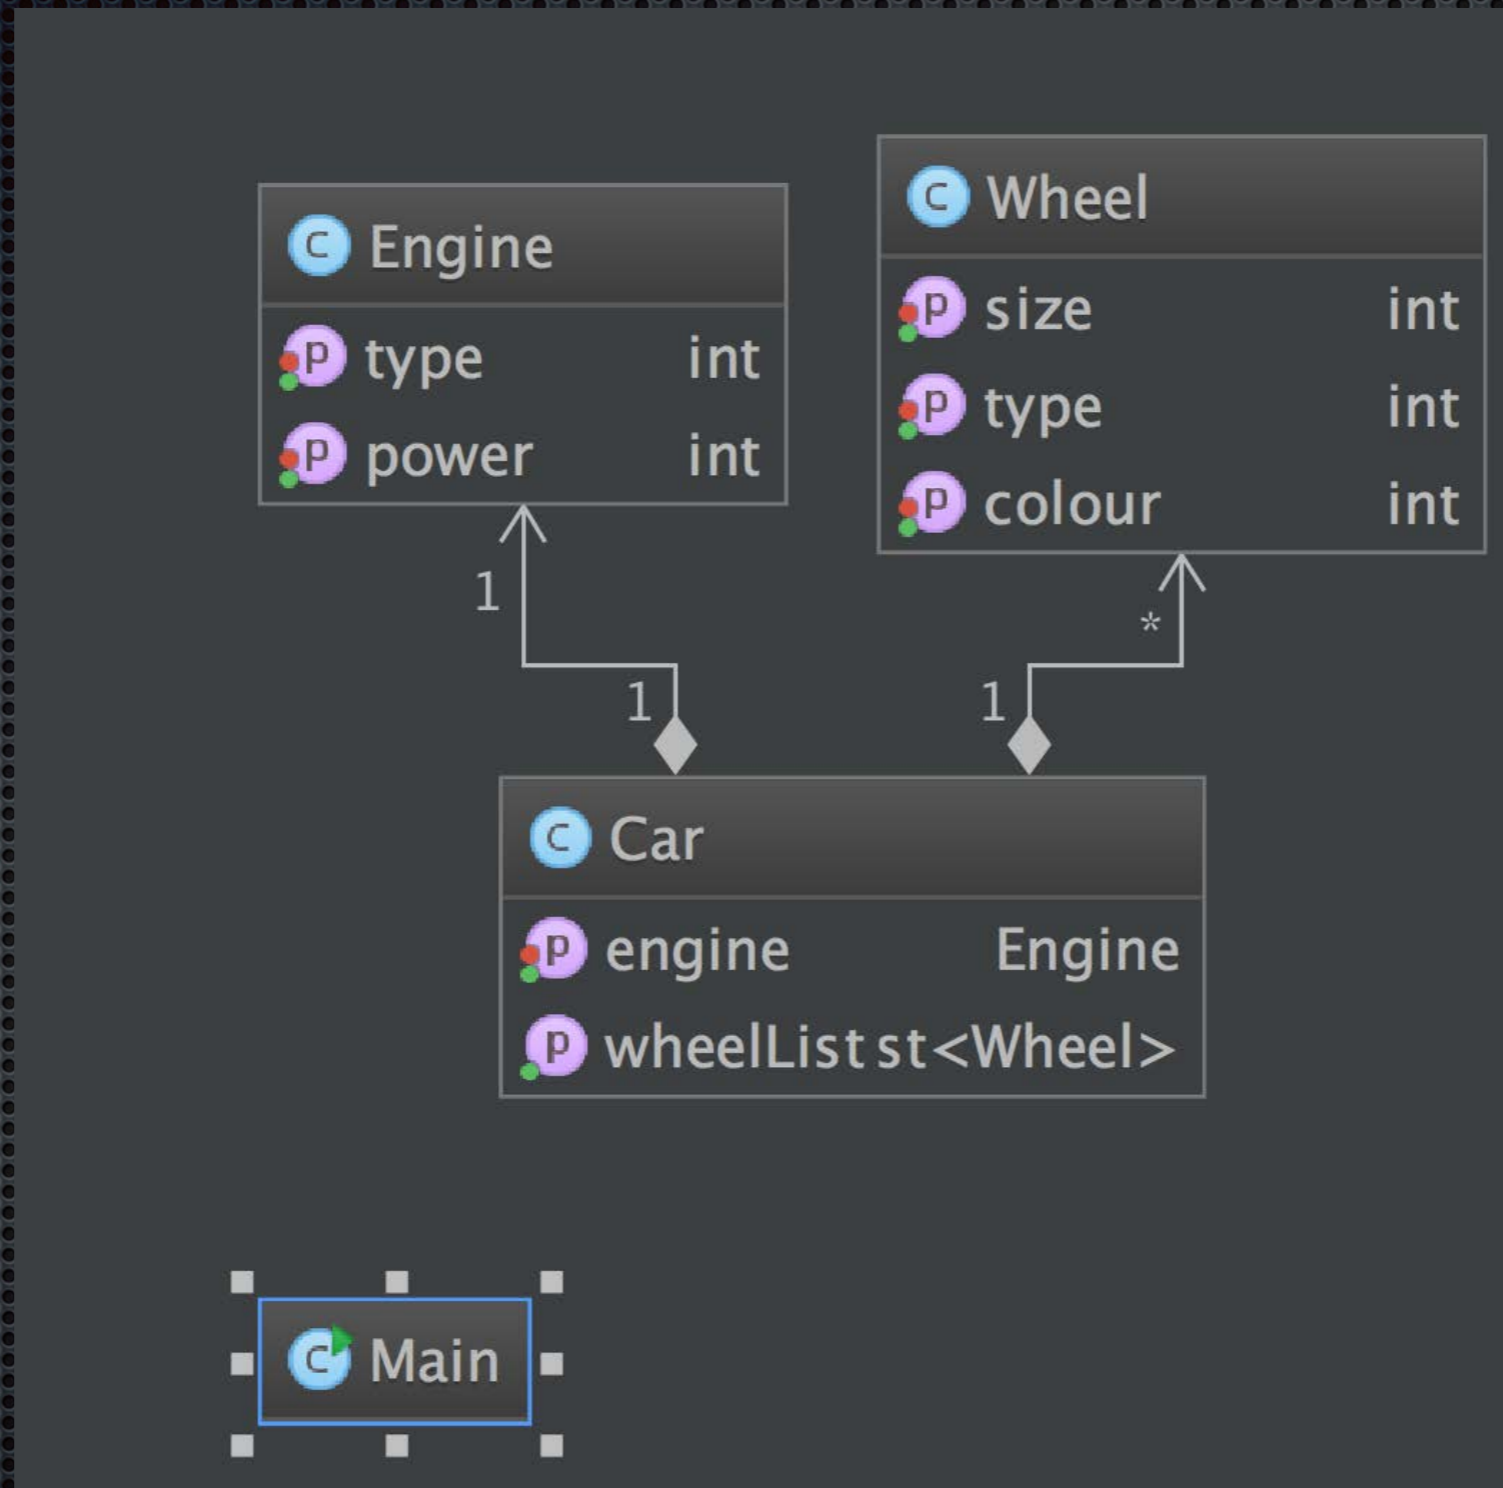 C Wheel
C Engine
p size int
p type int
p type int
p power int
p colour int
1
*
1 1
C Car
p engine Engine
p wheelList st<Wheel>
C Main